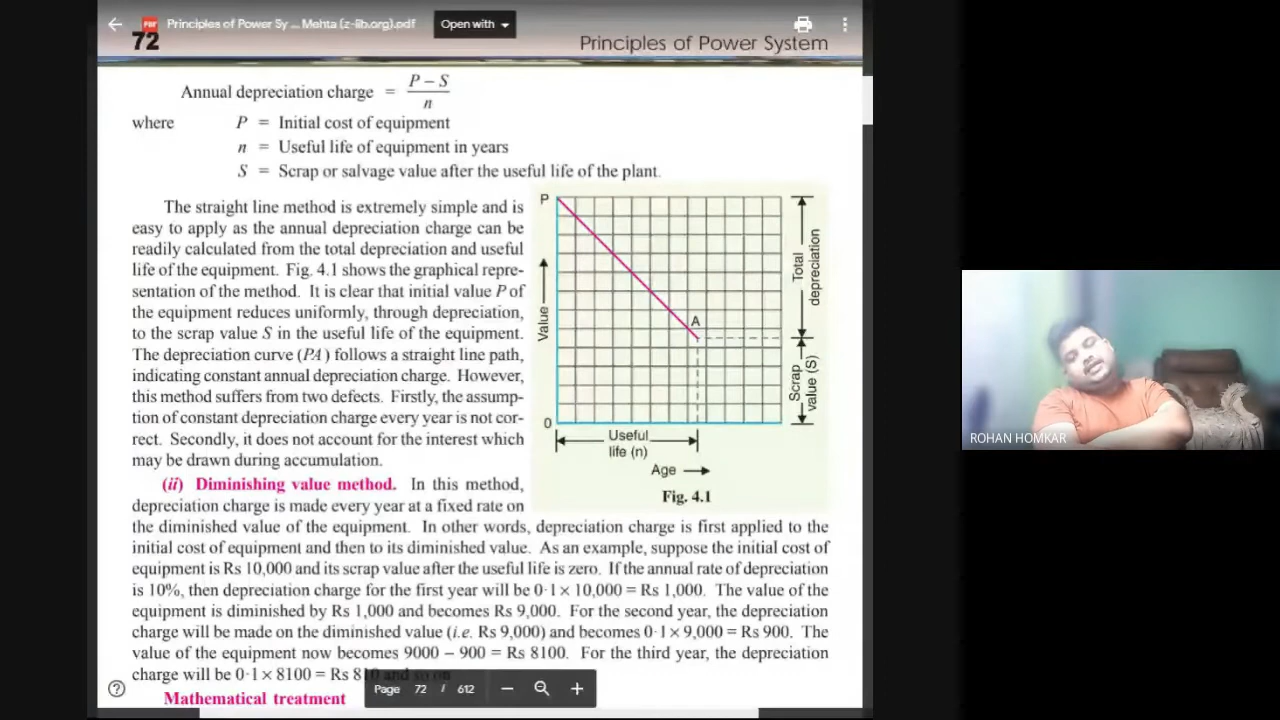 Principles of Power Sy ... Mehta (z-lib.org).pdf
Open with
72
Principles of Power System
Annual depreciation charge = P – S / n
where P = Initial cost of equipment
n = Useful life of equipment in years
S = Scrap or salvage value after the useful life of the plant.
The straight line method is extremely simple and is
easy to apply as the annual depreciation charge can be
readily calculated from the total depreciation and useful
life of the equipment. Fig. 4.1 shows the graphical repre-
sentation of the method. It is clear that initial value P of
the equipment reduces uniformly, through depreciation,
to the scrap value S in the useful life of the equipment.
The depreciation curve (PA) follows a straight line path,
indicating constant annual depreciation charge. However,
this method suffers from two defects. Firstly, the assump-
tion of constant depreciation charge every year is not cor-
rect. Secondly, it does not account for the interest which
may be drawn during accumulation.
P
Value
0
A
Total
depreciation
Scrap
value (S)
Useful
life (n)
Age
Fig. 4.1
(ii) Diminishing value method. In this method,
depreciation charge is made every year at a fixed rate on
the diminished value of the equipment. In other words, depreciation charge is first applied to the
initial cost of equipment and then to its diminished value. As an example, suppose the initial cost of
equipment is Rs 10,000 and its scrap value after the useful life is zero. If the annual rate of depreciation
is 10%, then depreciation charge for the first year will be 0·1 × 10,000 = Rs 1,000. The value of the
equipment is diminished by Rs 1,000 and becomes Rs 9,000. For the second year, the depreciation
charge will be made on the diminished value (i.e. Rs 9,000) and becomes 0·1 × 9,000 = Rs 900. The
value of the equipment now becomes 9000 – 900 = Rs 8100. For the third year, the depreciation
charge will be 0·1 × 8100 = Rs 810 and so on
Mathematical treatment
Page 72 / 612
ROHAN HOMKAR